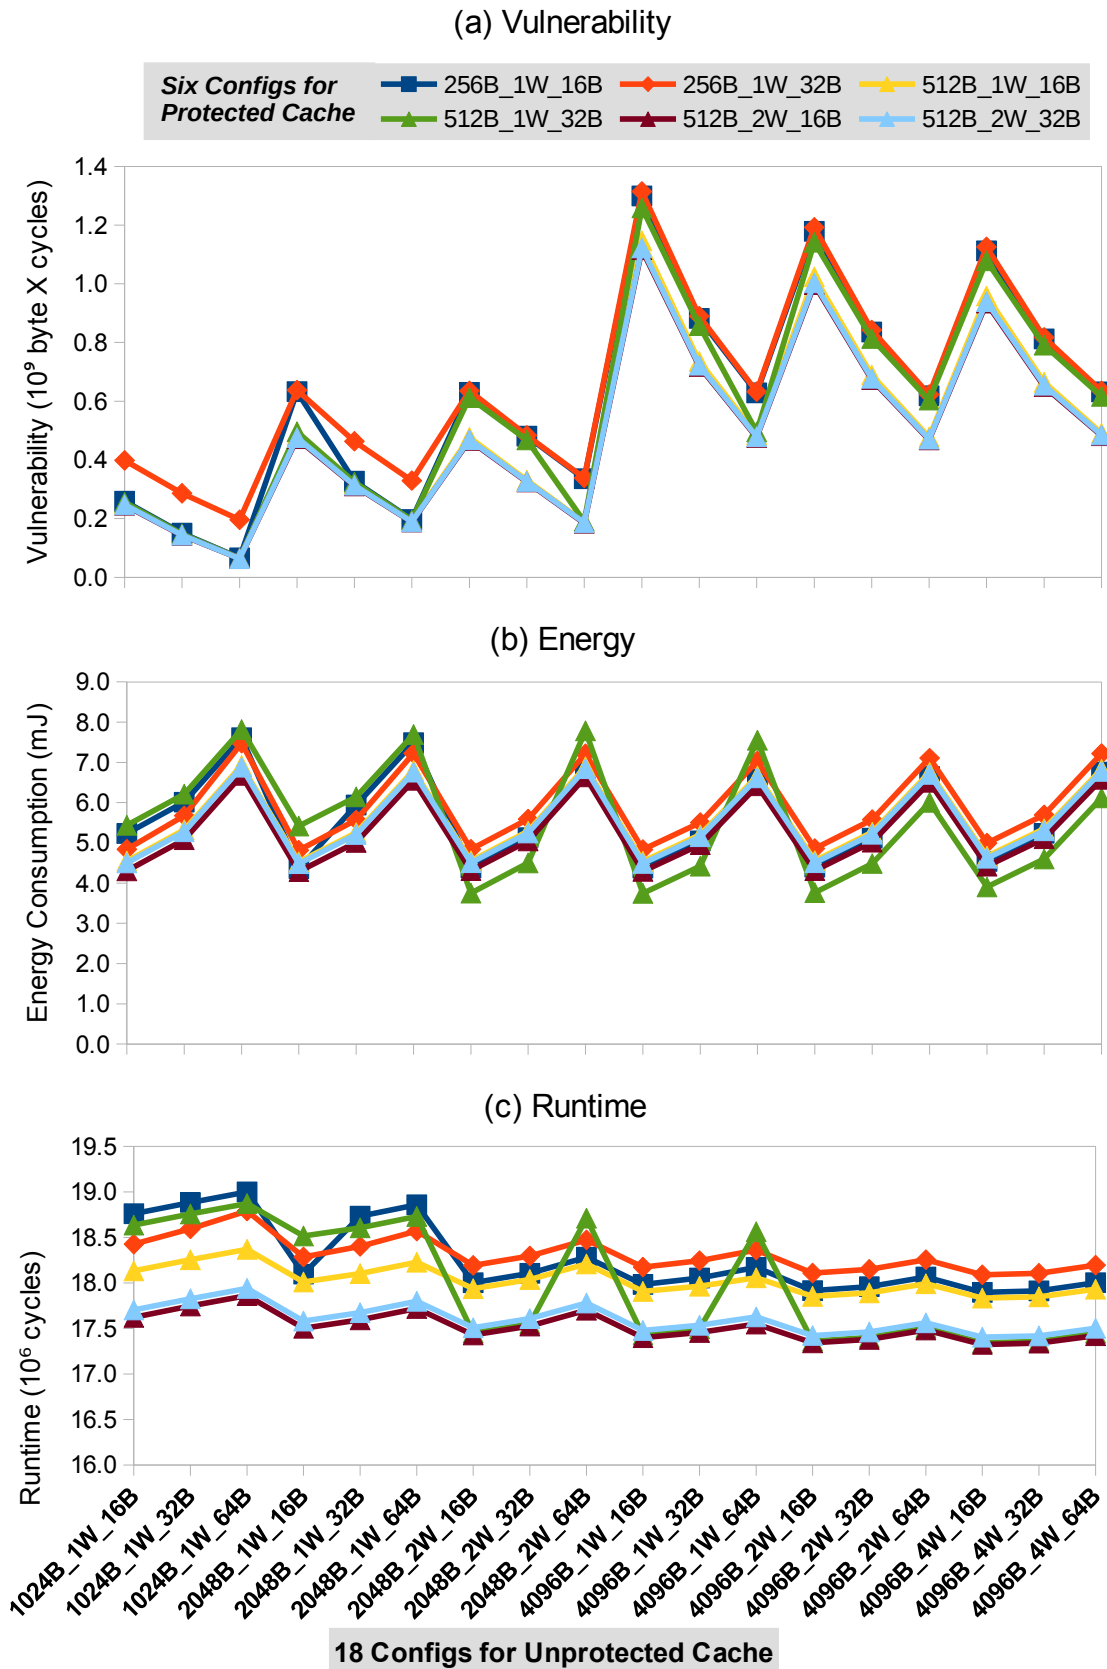 (a) Vulnerability
Six Configs for
Protected Cache
256B_1W_16B
256B_1W_32B
512B_1W_16B
512B_1W_32B
512B_2W_16B
512B_2W_32B
Vulnerability (10⁹ byte X cycles)
1.4
1.2
1.0
0.8
0.6
0.4
0.2
0.0
(b) Energy
Energy Consumption (mJ)
9.0
8.0
7.0
6.0
5.0
4.0
3.0
2.0
1.0
0.0
(c) Runtime
Runtime (10⁶ cycles)
19.5
19.0
18.5
18.0
17.5
17.0
16.5
16.0
1024B_1W_16B
1024B_1W_32B
1024B_1W_64B
2048B_1W_16B
2048B_1W_32B
2048B_1W_64B
2048B_2W_16B
2048B_2W_32B
2048B_2W_64B
4096B_1W_16B
4096B_1W_32B
4096B_1W_64B
4096B_2W_16B
4096B_2W_32B
4096B_2W_64B
4096B_4W_16B
4096B_4W_32B
4096B_4W_64B
18 Configs for Unprotected Cache